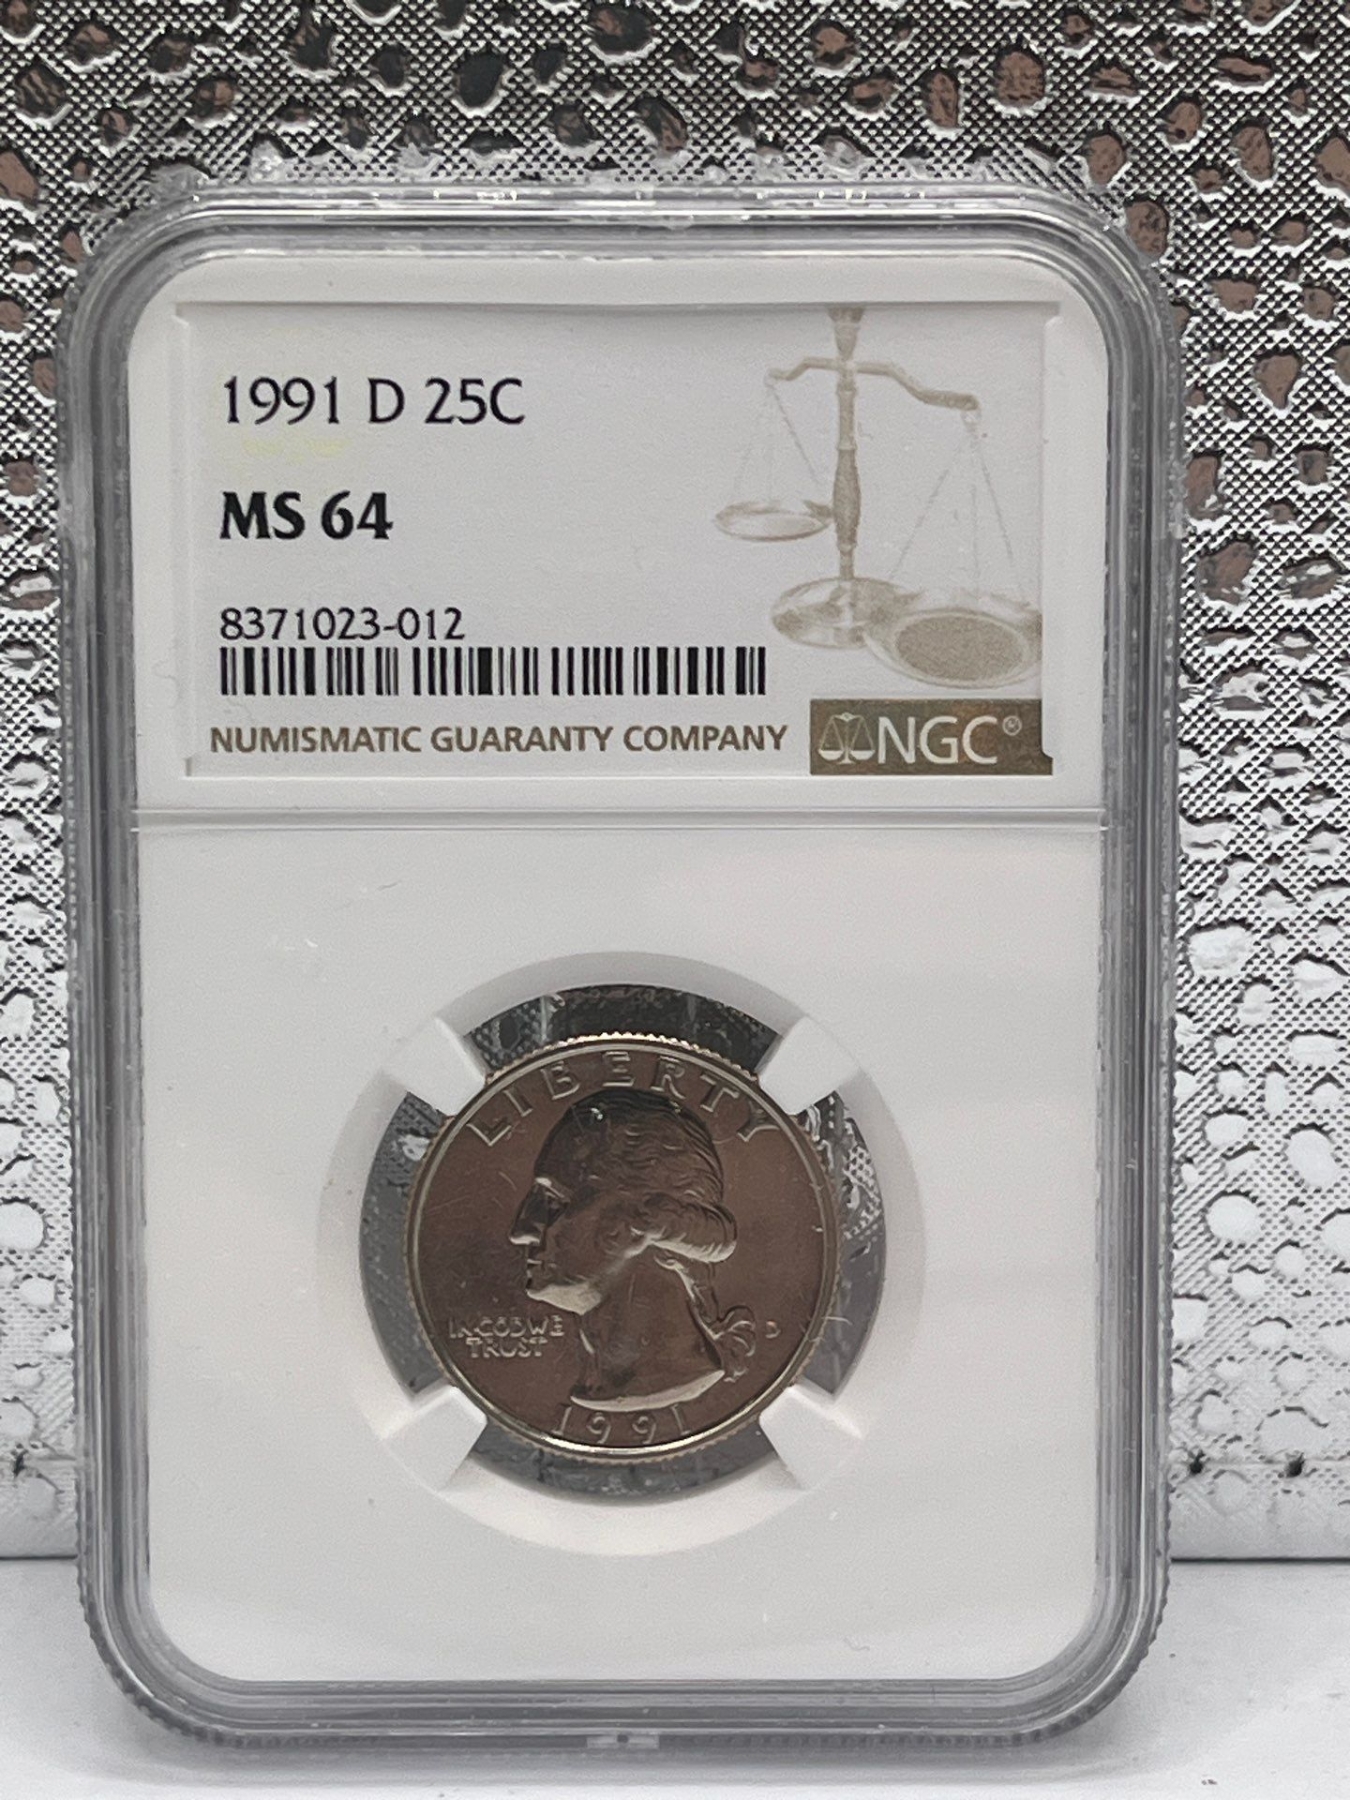 1991 D 25C
MS 64
8371023-012
NUMISMATIC GUARANTY COMPANY
NGC®
LIBERTY
IN GOD WE
TRUST
D
1991